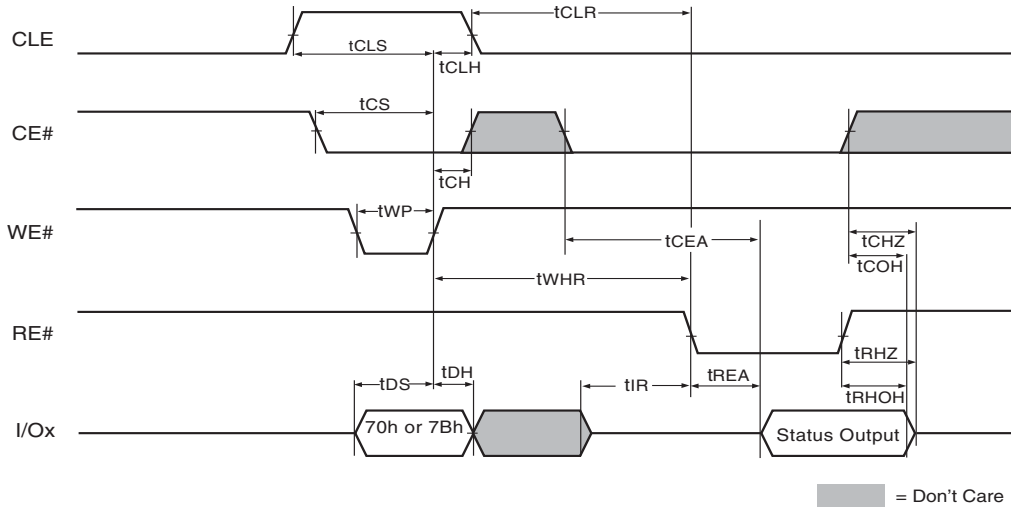 tCLR
CLE
tCLS
tCLH
tCS
CE#
tCH
tWP
WE#
tCEA
tCHZ
tCOH
tWHR
RE#
tRHZ
tDH
tDS
tIR
tREA
tRHOH
I/Ox
70h or 7Bh
Status Output
= Don't Care